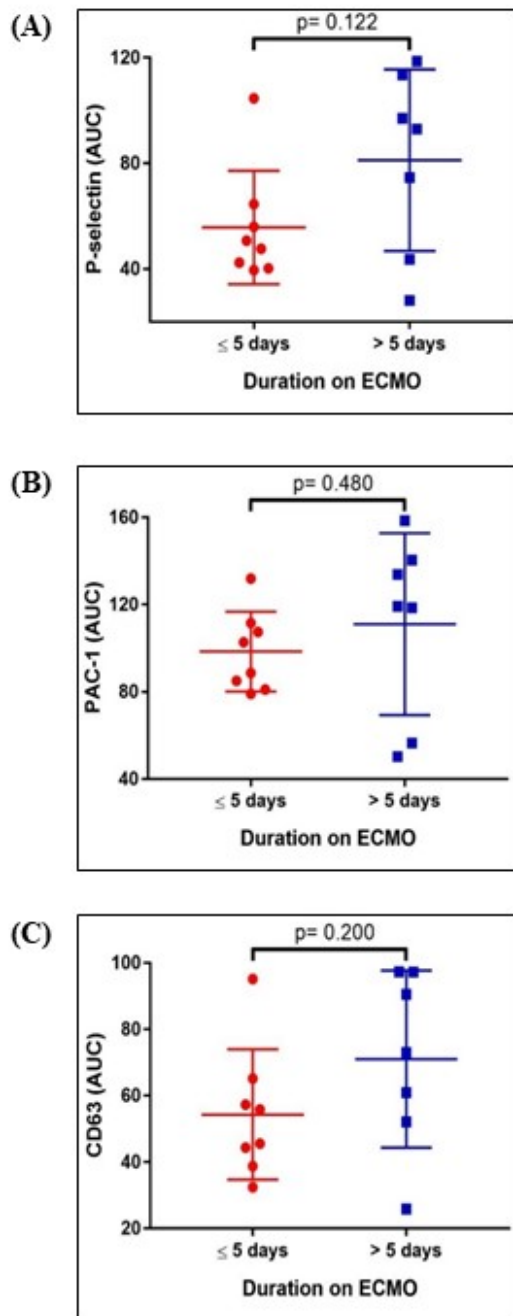 (A)
p= 0.122
P-selectin (AUC)
120
80
40
≤ 5 days > 5 days
Duration on ECMO
(B)
p= 0.480
PAC-1 (AUC)
160
120
80
40
≤ 5 days > 5 days
Duration on ECMO
(C)
p= 0.200
CD63 (AUC)
100
80
60
40
20
≤ 5 days > 5 days
Duration on ECMO